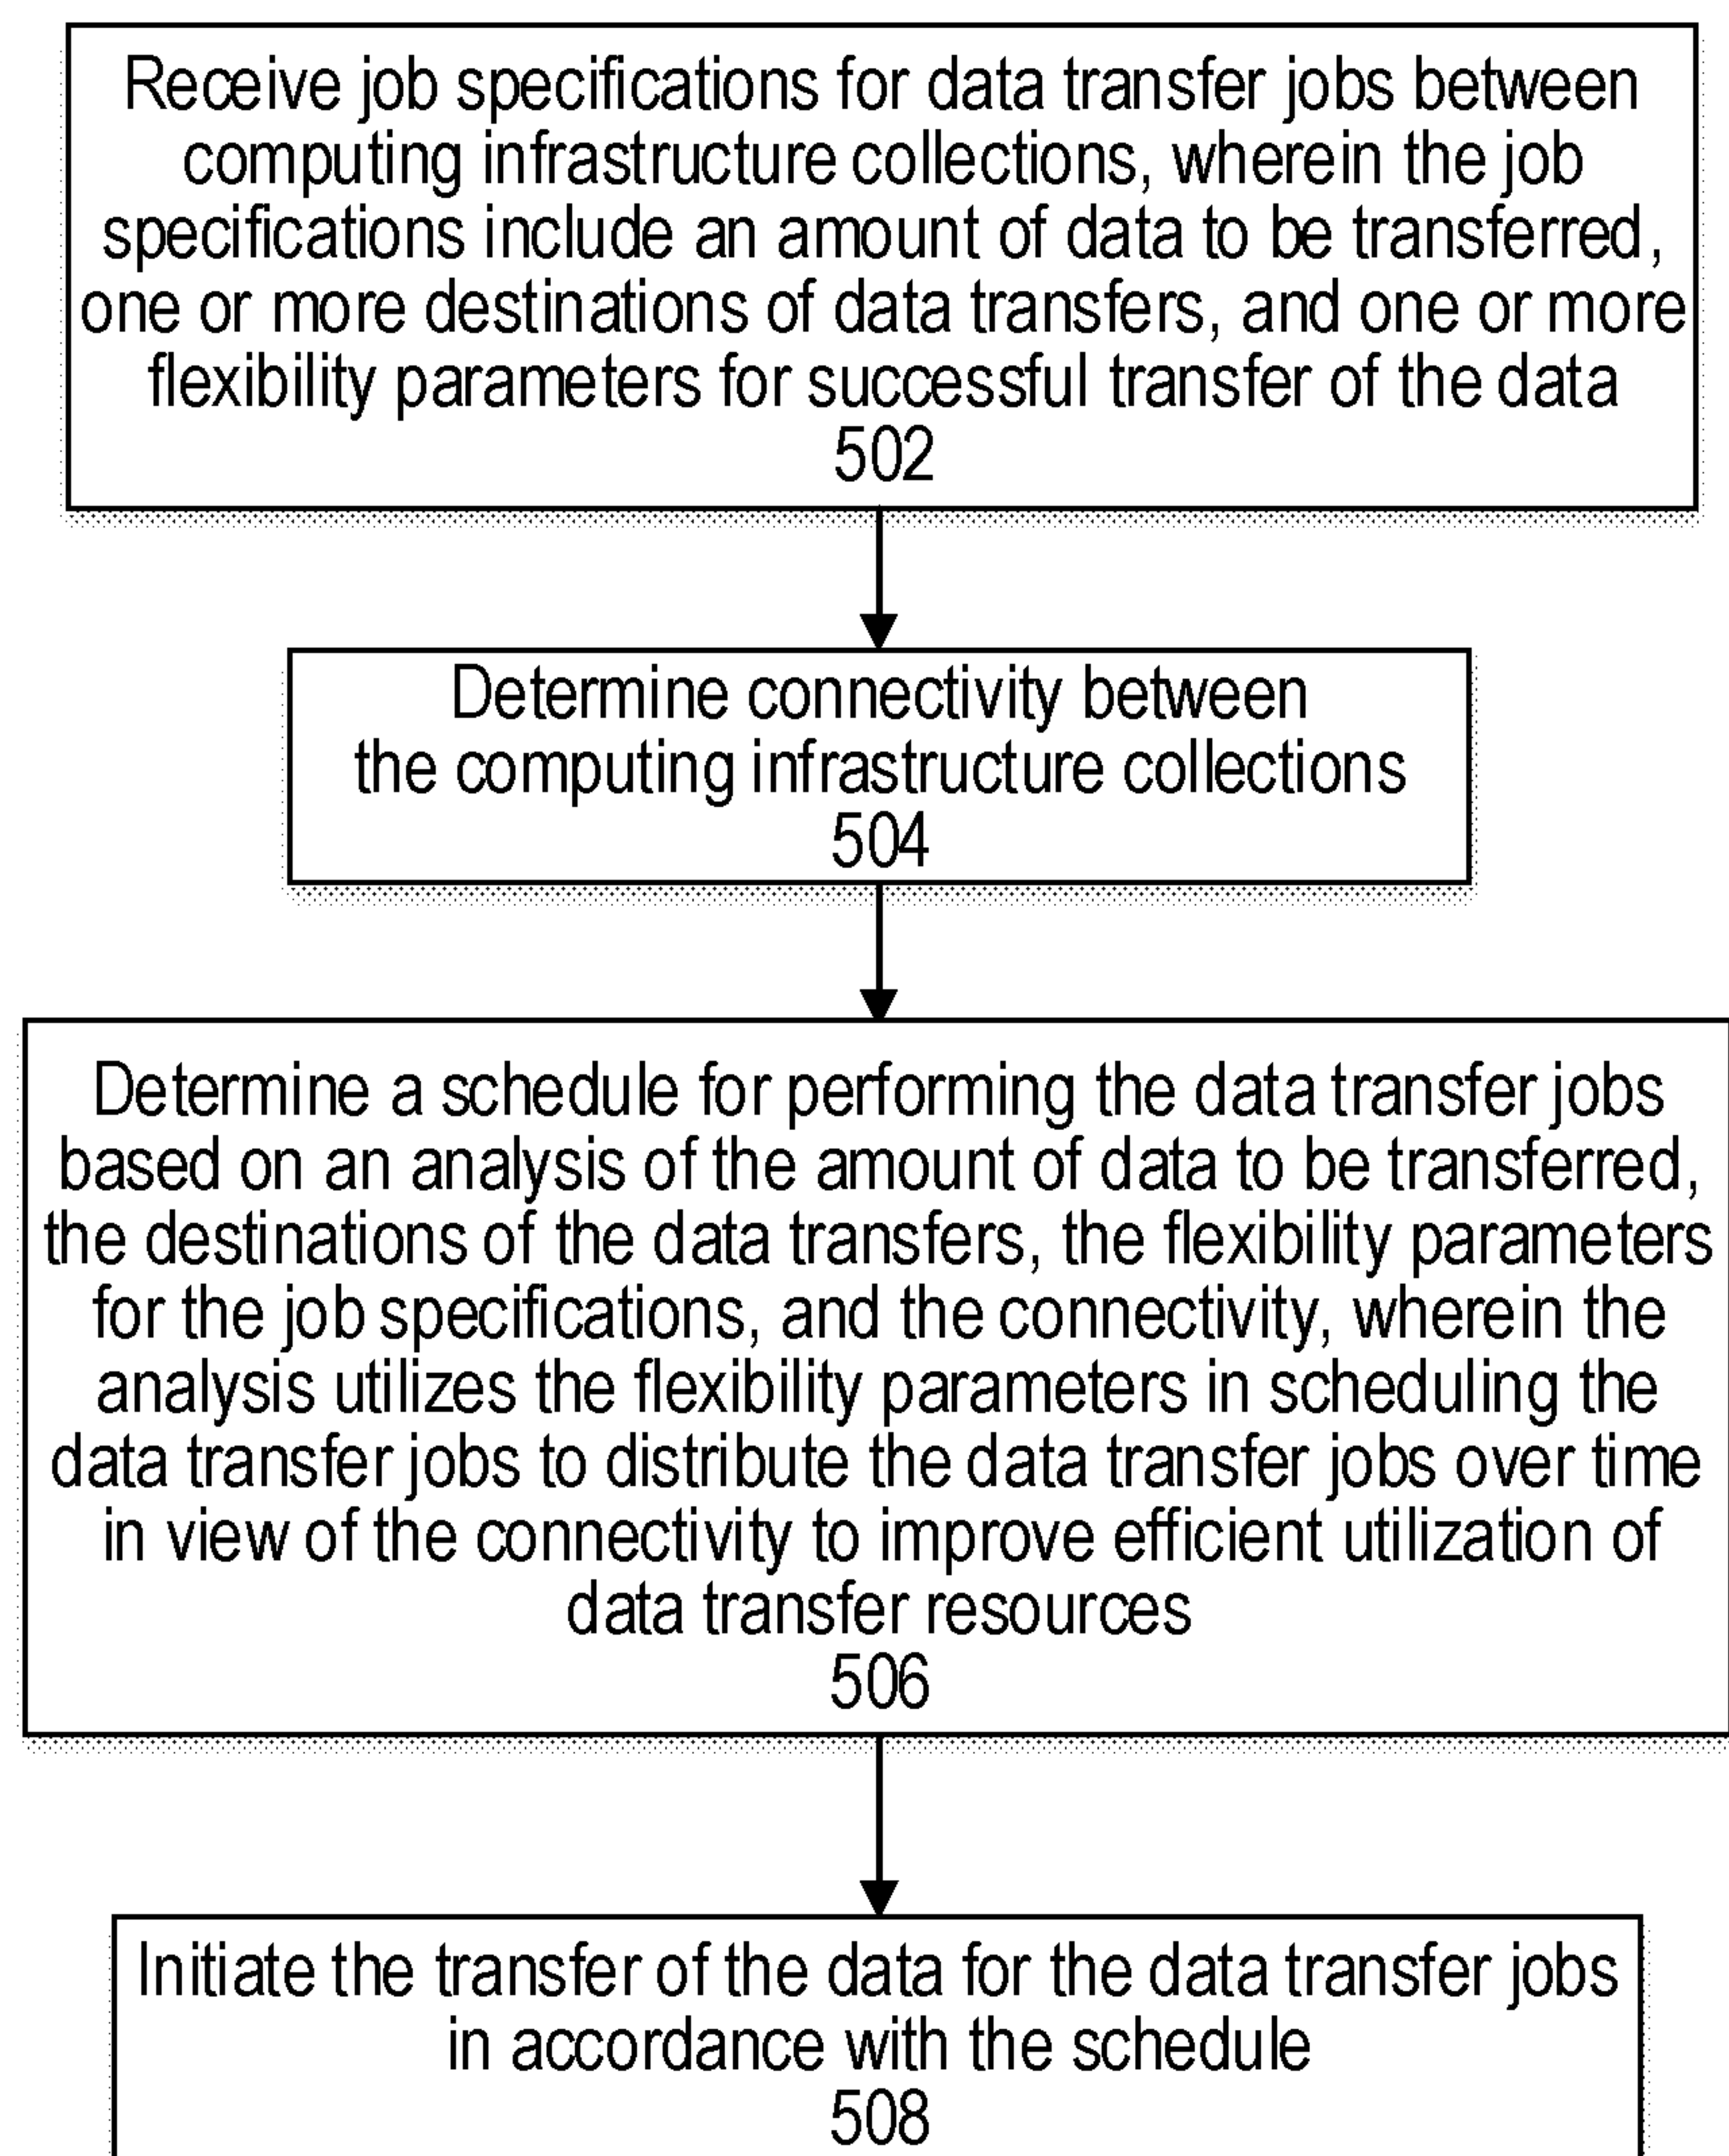 Receive job specifications for data transfer jobs between
computing infrastructure collections, wherein the job
specifications include an amount of data to be transferred,
one or more destinations of data transfers, and one or more
flexibility parameters for successful transfer of the data
502
Determine connectivity between
the computing infrastructure collections
504
Determine a schedule for performing the data transfer jobs
based on an analysis of the amount of data to be transferred,
the destinations of the data transfers, the flexibility parameters
for the job specifications, and the connectivity, wherein the
analysis utilizes the flexibility parameters in scheduling the
data transfer jobs to distribute the data transfer jobs over time
in view of the connectivity to improve efficient utilization of
data transfer resources
506
Initiate the transfer of the data for the data transfer jobs
in accordance with the schedule
508